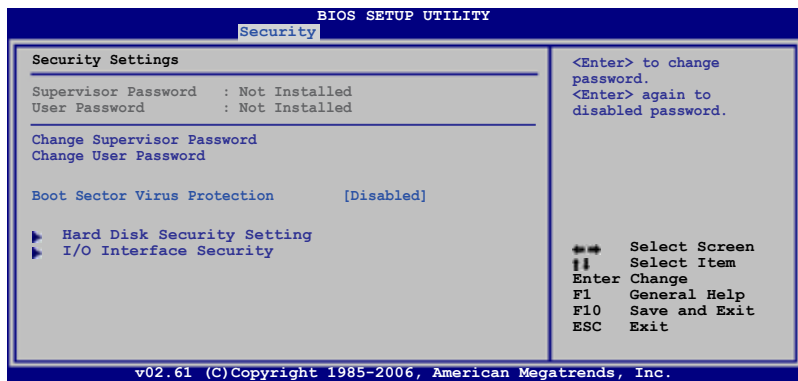 BIOS SETUP UTILITY
Security
Security Settings
Supervisor Password : Not Installed
User Password : Not Installed
Change Supervisor Password
Change User Password
Boot Sector Virus Protection [Disabled]
Hard Disk Security Setting
I/O Interface Security
<Enter> to change
password.
<Enter> again to
disabled password.
Select Screen
Select Item
Enter Change
F1 General Help
F10 Save and Exit
ESC Exit
v02.61 (C)Copyright 1985-2006, American Megatrends, Inc.